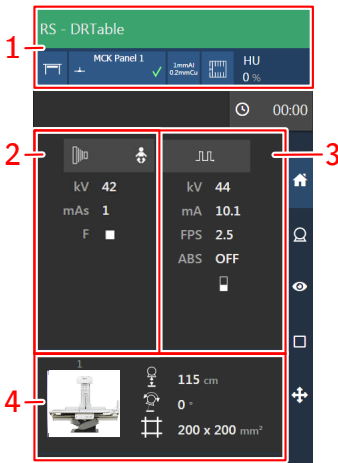 RS - DRTable
1
MCK Panel 1
1mmAl
0.2mmCu
HU
0 %
00:00
2
3
kV 42
mAs 1
F
kV 44
mA 10.1
FPS 2.5
ABS OFF
4
1
115 cm
0 °
200 x 200 mm²